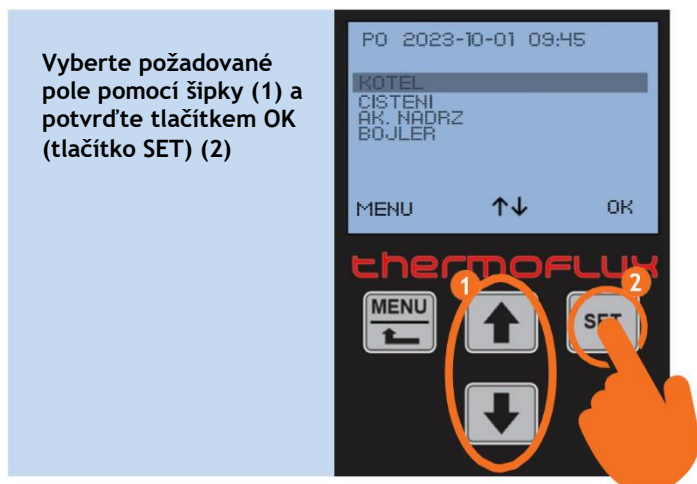 Vyberte požadované
pole pomocí šipky (1) a
potvrďte tlačítkem OK
(tlačítko SET) (2)
PO 2023-10-01 09:45
KOTEL
CISTENI
AK. NADRZ
BOJLER
MENU ↑↓ OK
thermoflux
1
2
MENU
SET